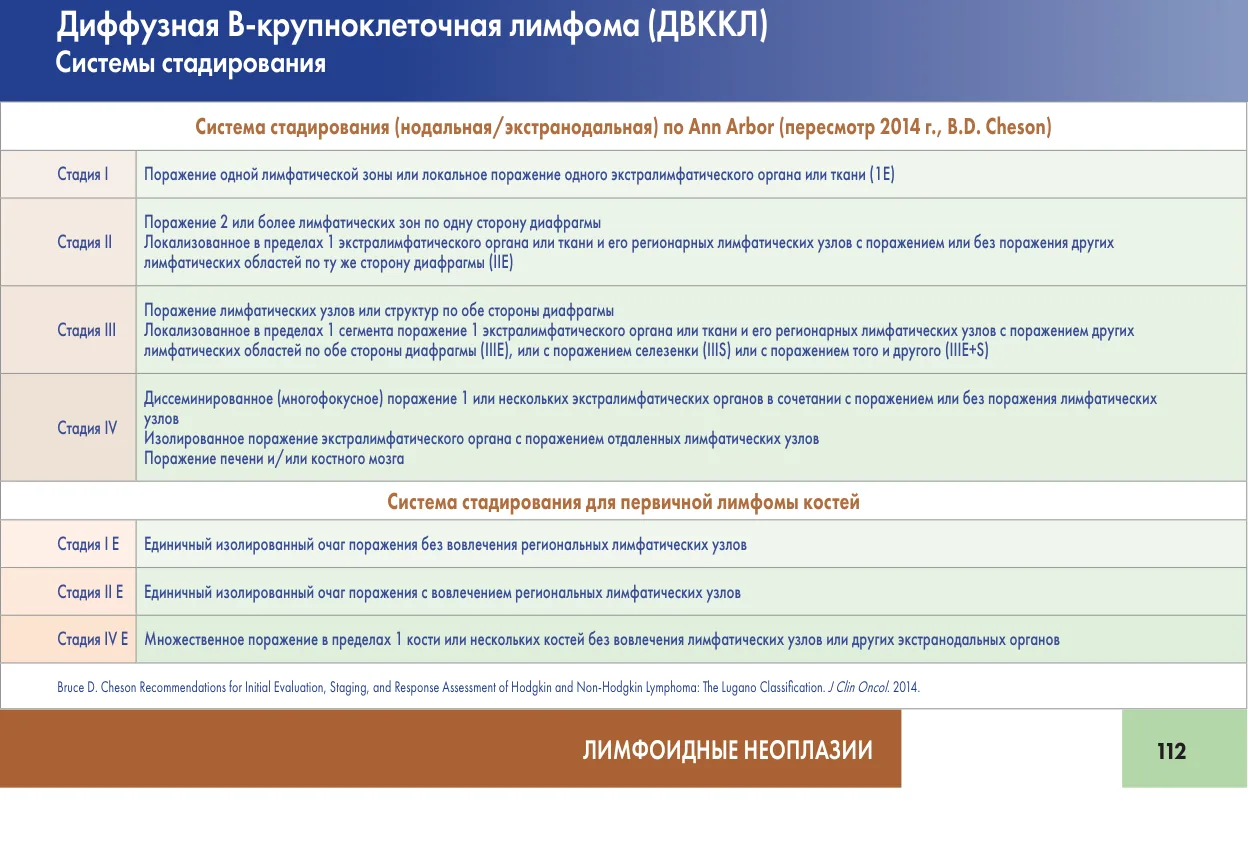 Диффузная В-крупноклеточная лимфома (ДВККЛ)
Системы стадирования
Система стадирования (нодальная/экстранодальная) по Ann Arbor (пересмотр 2014 г., B.D. Cheson)
Стадия I
Поражение одной лимфатической зоны или локальное поражение одного экстралимфатического органа или ткани (1E)
Стадия II
Поражение 2 или более лимфатических зон по одну сторону диафрагмы
Локализованное в пределах 1 экстралимфатического органа или ткани и его регионарных лимфатических узлов с поражением или без поражения других
лимфатических областей по ту же сторону диафрагмы (IIE)
Стадия III
Поражение лимфатических узлов или структур по обе стороны диафрагмы
Локализованное в пределах 1 сегмента поражение 1 экстралимфатического органа или ткани и его регионарных лимфатических узлов с поражением других
лимфатических областей по обе стороны диафрагмы (IIIE), или с поражением селезенки (IIIS) или с поражением того и другого (IIIE+S)
Стадия IV
Диссеминированное (многофокусное) поражение 1 или нескольких экстралимфатических органов в сочетании с поражением или без поражения лимфатических
узлов
Изолированное поражение экстралимфатического органа с поражением отдаленных лимфатических узлов
Поражение печени и/или костного мозга
Система стадирования для первичной лимфомы костей
Стадия I E
Единичный изолированный очаг поражения без вовлечения региональных лимфатических узлов
Стадия II E
Единичный изолированный очаг поражения с вовлечением региональных лимфатических узлов
Стадия IV E
Множественное поражение в пределах 1 кости или нескольких костей без вовлечения лимфатических узлов или других экстранодальных органов
Bruce D. Cheson Recommendations for Initial Evaluation, Staging, and Response Assessment of Hodgkin and Non-Hodgkin Lymphoma: The Lugano Classification. J Clin Oncol. 2014.
ЛИМФОИДНЫЕ НЕОПЛАЗИИ
112